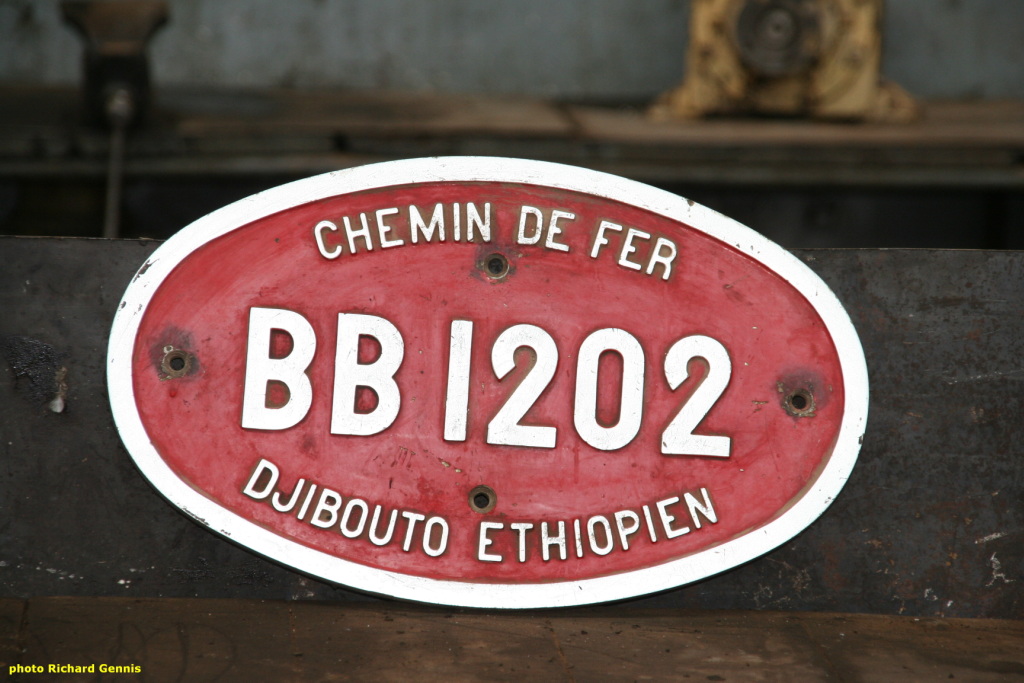 CHEMIN DE FER
BB 1202
DJIBOUTO ETHIOPIEN
photo Richard Gennis